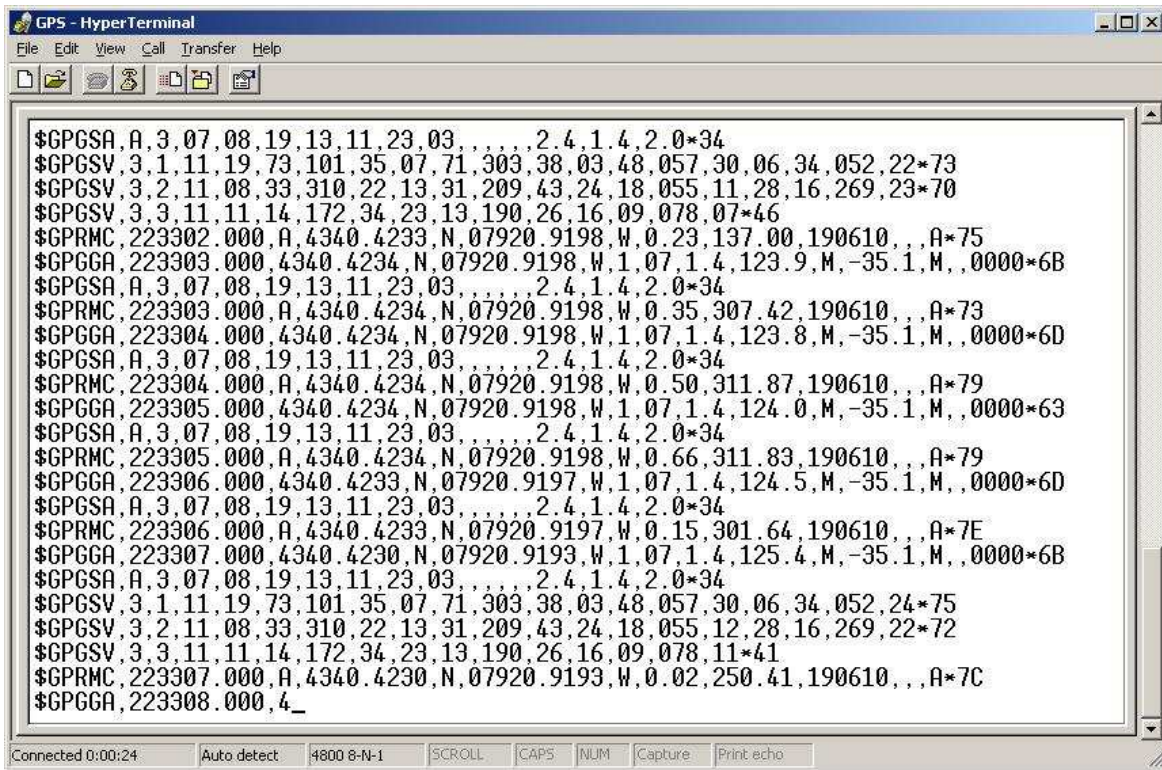 GPS - HyperTerminal
File Edit View Call Transfer Help
$GPGSA,A,3,07,08,19,13,11,23,03,,,,,,2.4,1.4,2.0*34
$GPGSV,3,1,11,19,73,101,35,07,71,303,38,03,48,057,30,06,34,052,22*73
$GPGSV,3,2,11,08,33,310,22,13,31,209,43,24,18,055,11,28,16,269,23*70
$GPGSV,3,3,11,11,14,172,34,23,13,190,26,16,09,078,07*46
$GPRMC,223302.000,A,4340.4233,N,07920.9198,W,0.23,137.00,190610,,,A*75
$GPGGA,223303.000,4340.4234,N,07920.9198,W,1,07,1.4,123.9,M,-35.1,M,,0000*6B
$GPGSA,A,3,07,08,19,13,11,23,03,,,,,,2.4,1.4,2.0*34
$GPRMC,223303.000,A,4340.4234,N,07920.9198,W,0.35,307.42,190610,,,A*73
$GPGGA,223304.000,4340.4234,N,07920.9198,W,1,07,1.4,123.8,M,-35.1,M,,0000*6D
$GPGSA,A,3,07,08,19,13,11,23,03,,,,,,2.4,1.4,2.0*34
$GPRMC,223304.000,A,4340.4234,N,07920.9198,W,0.50,311.87,190610,,,A*79
$GPGGA,223305.000,4340.4234,N,07920.9198,W,1,07,1.4,124.0,M,-35.1,M,,0000*63
$GPGSA,A,3,07,08,19,13,11,23,03,,,,,,2.4,1.4,2.0*34
$GPRMC,223305.000,A,4340.4234,N,07920.9198,W,0.66,311.83,190610,,,A*79
$GPGGA,223306.000,4340.4233,N,07920.9197,W,1,07,1.4,124.5,M,-35.1,M,,0000*6D
$GPGSA,A,3,07,08,19,13,11,23,03,,,,,,2.4,1.4,2.0*34
$GPRMC,223306.000,A,4340.4233,N,07920.9197,W,0.15,301.64,190610,,,A*7E
$GPGGA,223307.000,4340.4230,N,07920.9193,W,1,07,1.4,125.4,M,-35.1,M,,0000*6B
$GPGSA,A,3,07,08,19,13,11,23,03,,,,,,2.4,1.4,2.0*34
$GPGSV,3,1,11,19,73,101,35,07,71,303,38,03,48,057,30,06,34,052,24*75
$GPGSV,3,2,11,08,33,310,22,13,31,209,43,24,18,055,12,28,16,269,22*72
$GPGSV,3,3,11,11,14,172,34,23,13,190,26,16,09,078,11*41
$GPRMC,223307.000,A,4340.4230,N,07920.9193,W,0.02,250.41,190610,,,A*7C
$GPGGA,223308.000,4_
Connected 0:00:24 Auto detect 4800 8-N-1 SCROLL CAPS NUM Capture Print echo